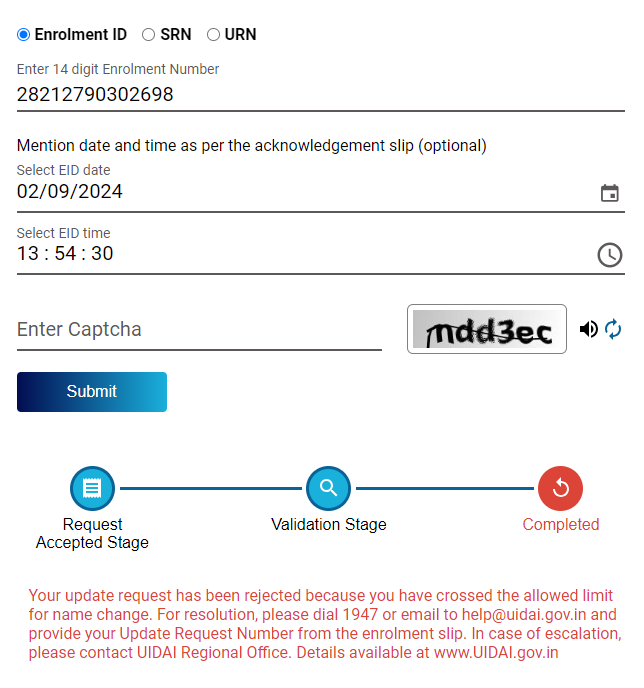 Enrolment ID SRN URN
Enter 14 digit Enrolment Number
28212790302698
Mention date and time as per the acknowledgement slip (optional)
Select EID date
02/09/2024
Select EID time
13 : 54 : 30
Enter Captcha
mdd3ec
Submit
Request
Accepted Stage
Validation Stage
Completed
Your update request has been rejected because you have crossed the allowed limit
for name change. For resolution, please dial 1947 or email to help@uidai.gov.in and
provide your Update Request Number from the enrolment slip. In case of escalation,
please contact UIDAI Regional Office. Details available at www.UIDAI.gov.in